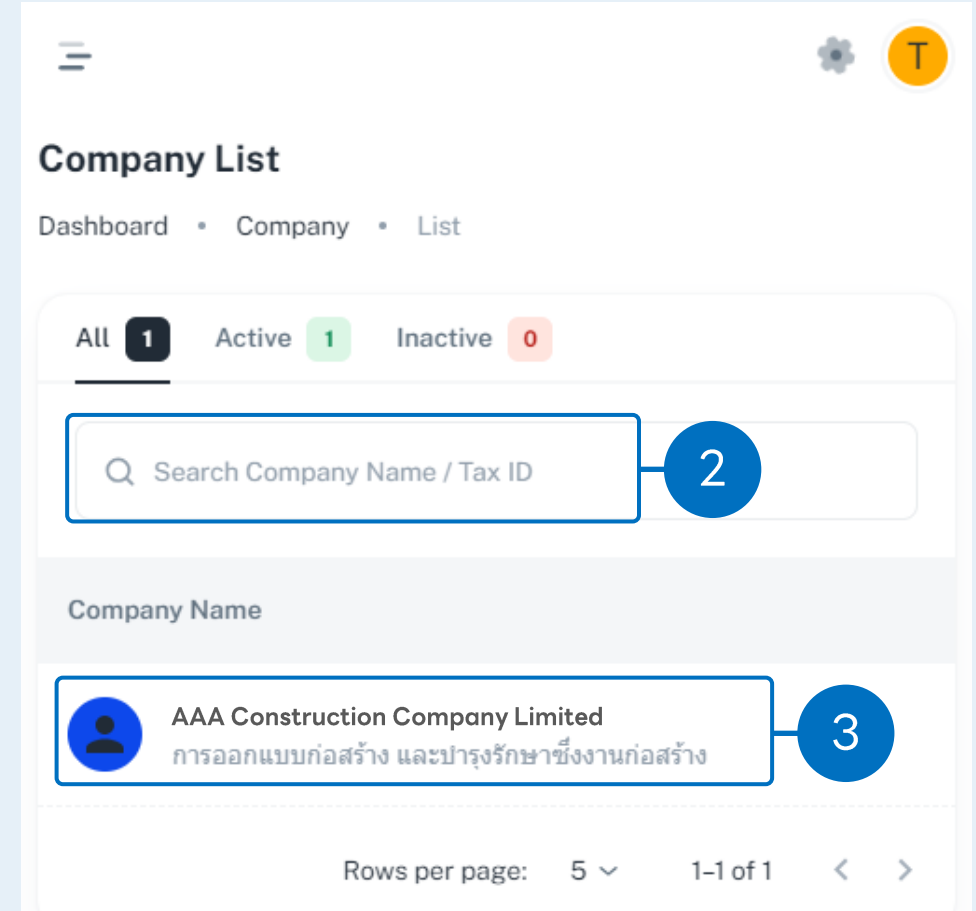 T
Company List
Dashboard • Company • List
All 1 Active 1 Inactive 0
Search Company Name / Tax ID 2
Company Name
AAA Construction Company Limited
การออกแบบก่อสร้าง และบำรุงรักษาซึ่งงานก่อสร้าง
3
Rows per page: 5 1–1 of 1